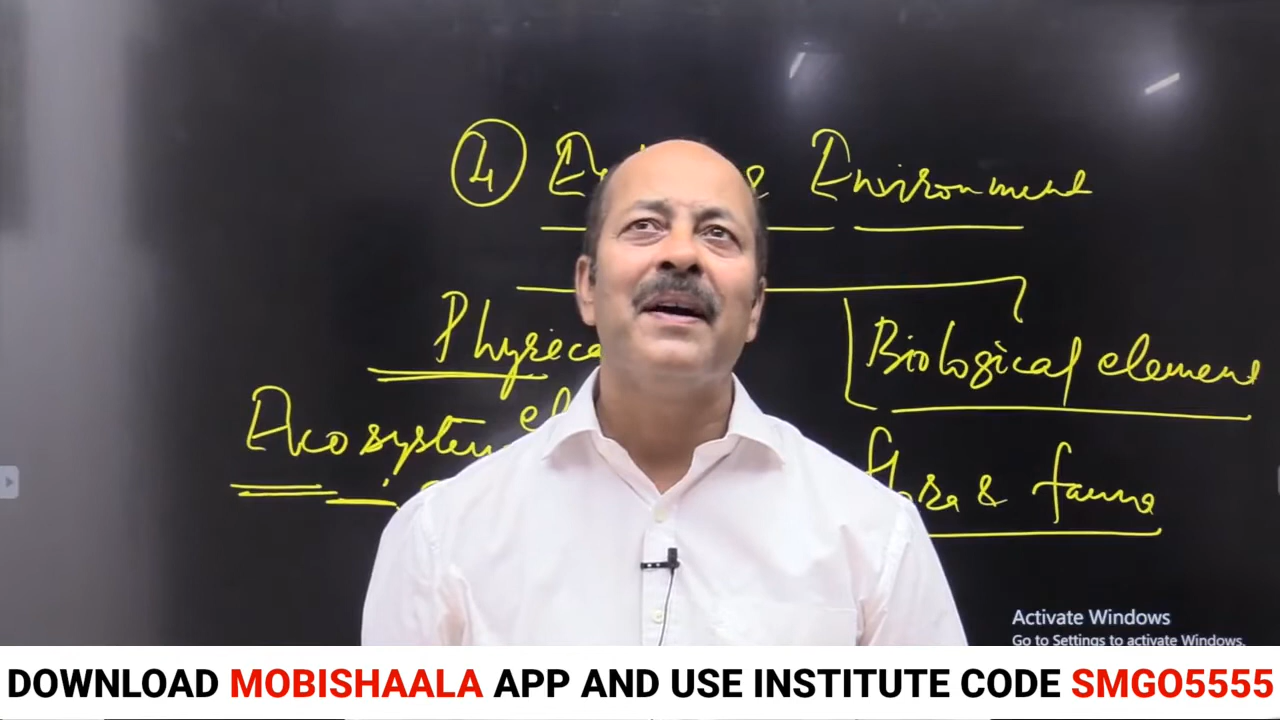 ④ Environment
Biological element
Ecosystem
flora & fauna
Activate Windows
Go to Settings to activate Windows.
DOWNLOAD MOBISHAALA APP AND USE INSTITUTE CODE SMGO5555